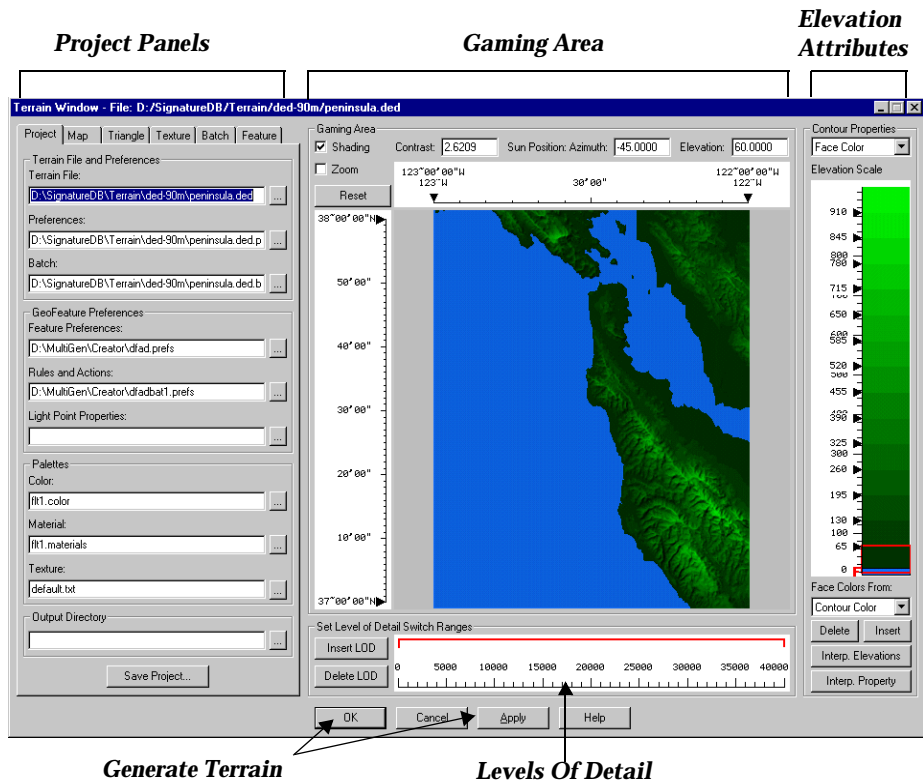 Project Panels
Gaming Area
Elevation
Attributes
Terrain Window - File: D:/SignatureDB/Terrain/ded-90m/peninsula.ded
Project Map Triangle Texture Batch Feature
Terrain File and Preferences
Terrain File:
D:\SignatureDB\Terrain\ded-90m\peninsula.ded ...
Preferences:
D:\SignatureDB\Terrain\ded-90m\peninsula.ded.p ...
Batch:
D:\SignatureDB\Terrain\ded-90m\peninsula.ded.b ...
GeoFeature Preferences
Feature Preferences:
D:\MultiGen\Creator\dfad.prefs ...
Rules and Actions:
D:\MultiGen\Creator\dfadbat1.prefs ...
Light Point Properties:
...
Palettes
Color:
flt1.color ...
Material:
flt1.materials ...
Texture:
default.txt ...
Output Directory
...
Save Project...
Gaming Area
Shading Contrast: 2.6209 Sun Position: Azimuth: -45.0000 Elevation: 60.0000
Zoom
Reset
123°00'00"W 122°00'00"W
123°W 30'00" 122°W
38°00'00"N
50'00"
40'00"
30'00"
20'00"
10'00"
37°00'00"N
Set Level of Detail Switch Ranges
Insert LOD
Delete LOD
0 5000 10000 15000 20000 25000 30000 35000 40000
Contour Properties
Face Color
Elevation Scale
910
845
800
780
715
700
650
600
585
520
500
455
400
390
325
300
260
195
130
100
65
0
Face Colors From:
Contour Color
Delete Insert
Interp. Elevations
Interp. Property
OK Cancel Apply Help
Generate Terrain
Levels Of Detail